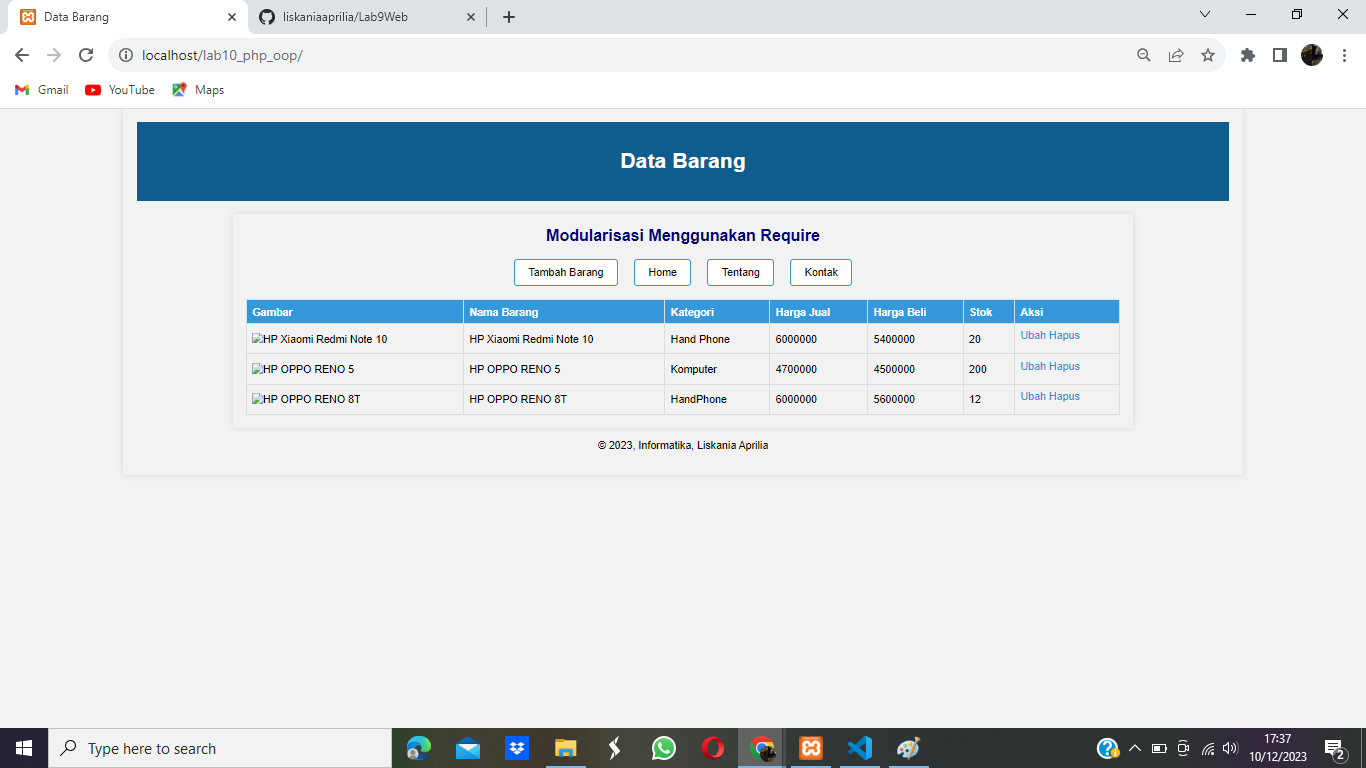 Data Barang
liskaniaaprilia/Lab9Web
localhost/lab10_php_oop/
Gmail YouTube Maps
Data Barang
Modularisasi Menggunakan Require
Tambah Barang Home Tentang Kontak
Gambar Nama Barang Kategori Harga Jual Harga Beli Stok Aksi
HP Xiaomi Redmi Note 10 HP Xiaomi Redmi Note 10 Hand Phone 6000000 5400000 20 Ubah Hapus
HP OPPO RENO 5 HP OPPO RENO 5 Komputer 4700000 4500000 200 Ubah Hapus
HP OPPO RENO 8T HP OPPO RENO 8T HandPhone 6000000 5600000 12 Ubah Hapus
© 2023, Informatika, Liskania Aprilia
Type here to search
17:37
10/12/2023
2